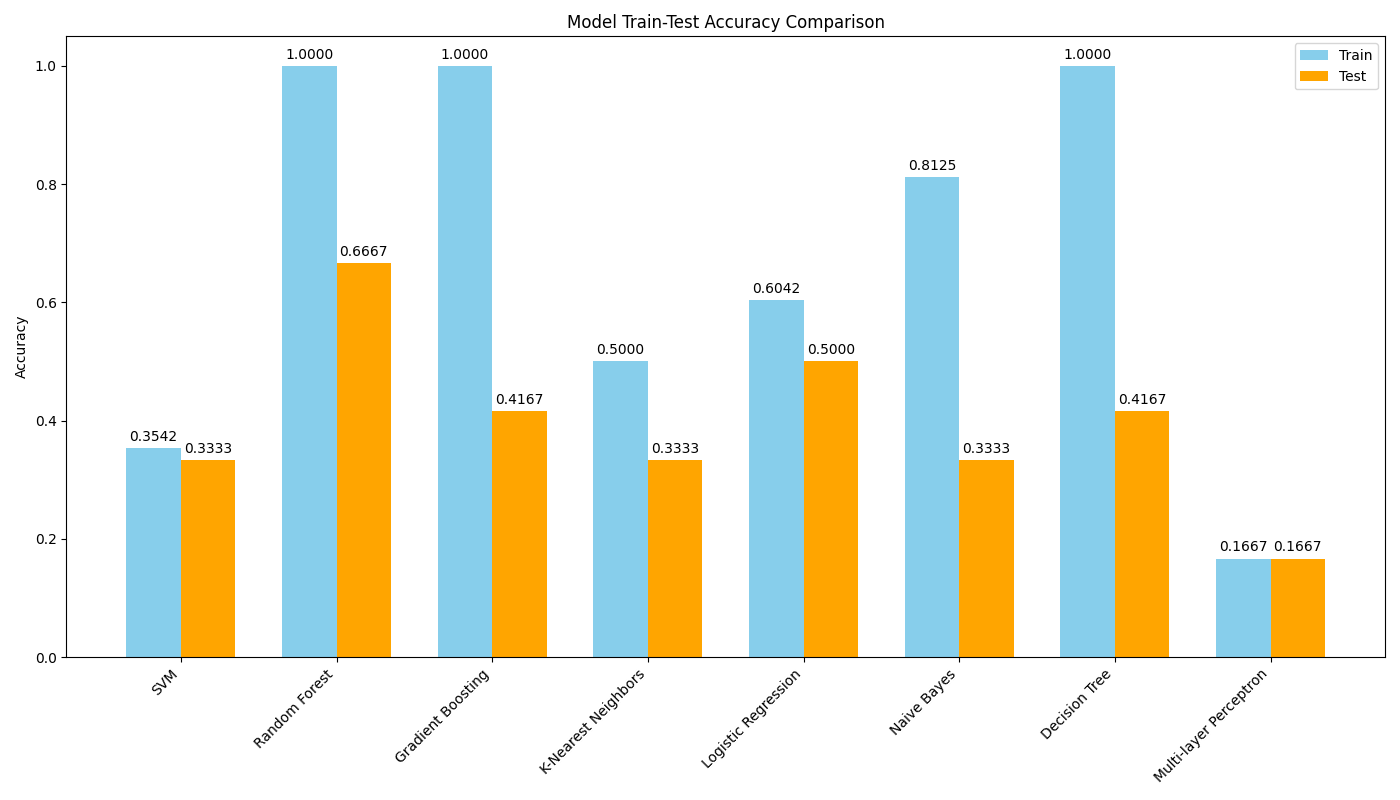 Model Train-Test Accuracy Comparison
Train
Test
Accuracy
1.0
0.8
0.6
0.4
0.2
0.0
0.3542
0.3333
1.0000
0.6667
1.0000
0.4167
0.5000
0.3333
0.6042
0.5000
0.8125
0.3333
1.0000
0.4167
0.1667
0.1667
SVM
Random Forest
Gradient Boosting
K-Nearest Neighbors
Logistic Regression
Naive Bayes
Decision Tree
Multi-layer Perceptron